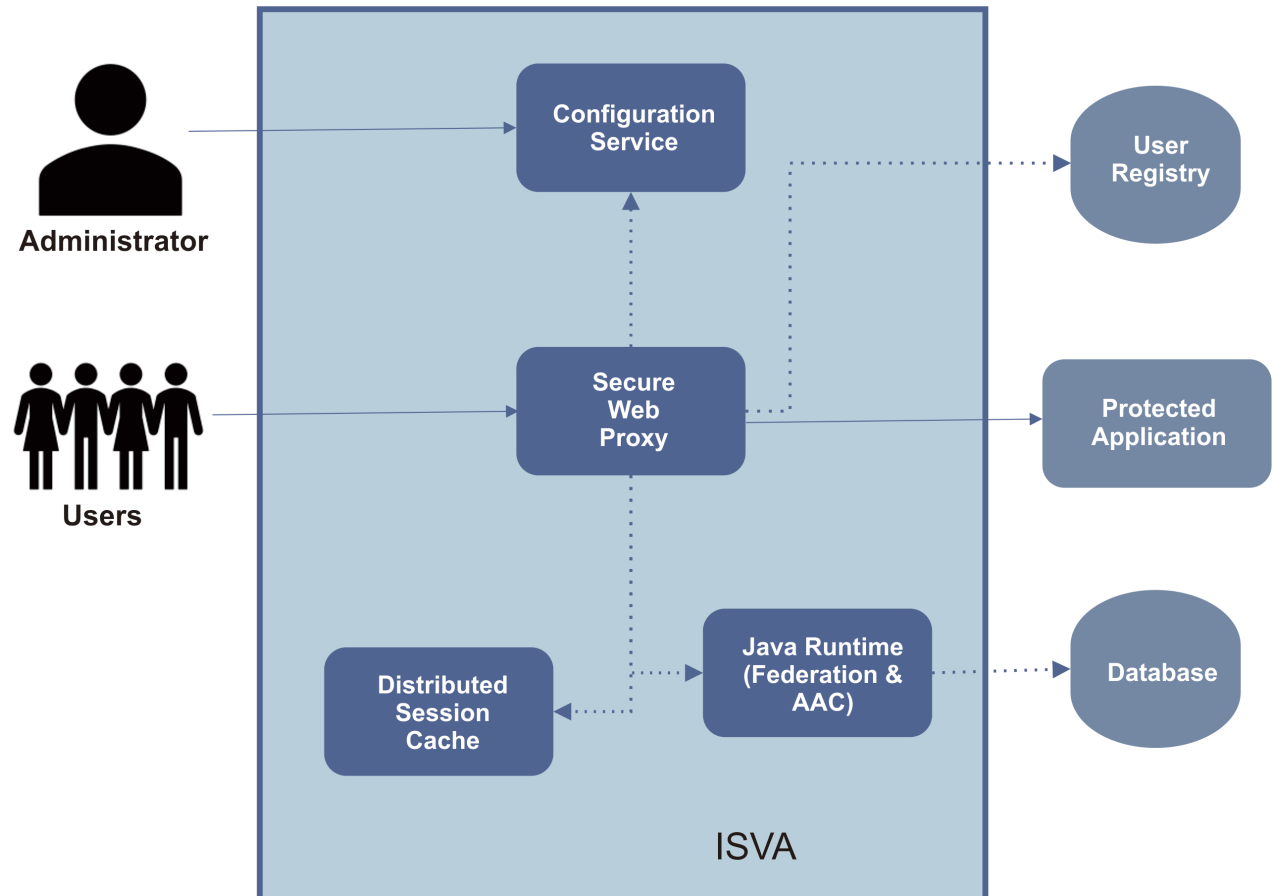 Configuration
Service
User
Registry
Administrator
Secure
Web
Proxy
Protected
Application
Users
Java Runtime
(Federation &
AAC)
Database
Distributed
Session
Cache
ISVA